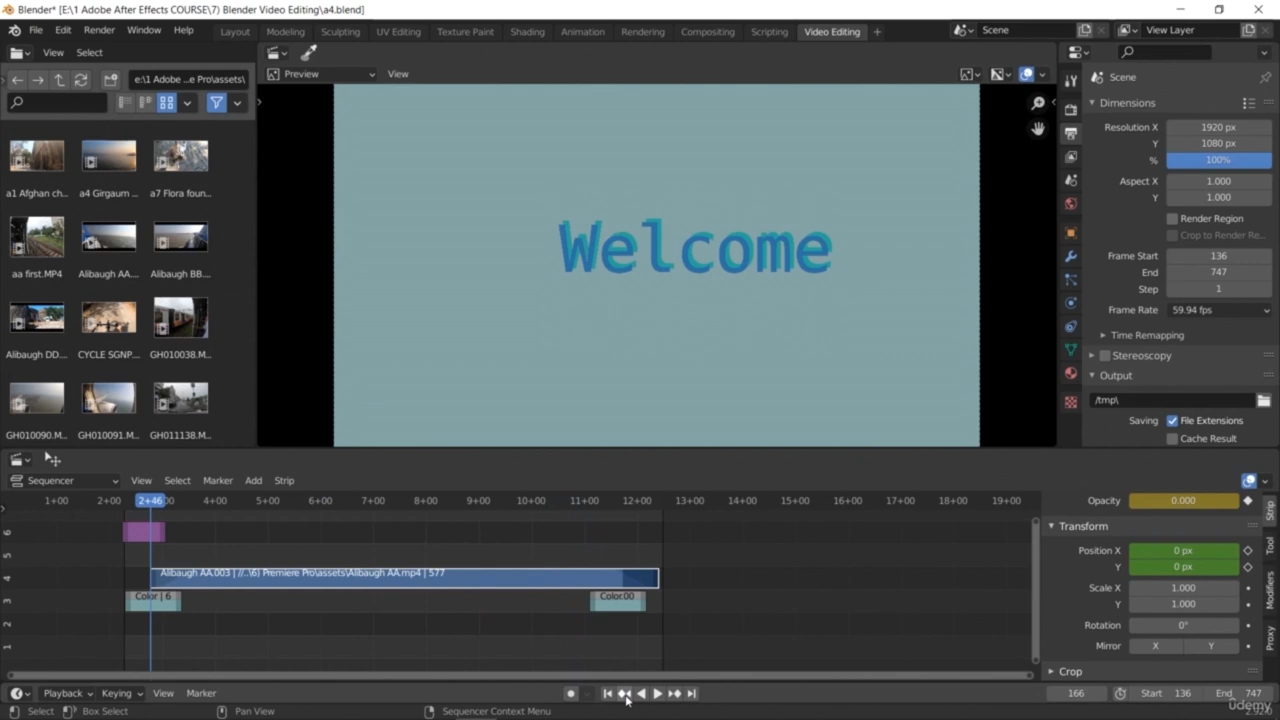 Blender* [E:\1 Adobe After Effects COURSE\7) Blender Video Editing\a4.blend]
File Edit Render Window Help Layout Modeling Sculpting UV Editing Texture Paint Shading Animation Rendering Compositing Scripting Video Editing + Scene View Layer
View Select
e:\1 Adobe ...e Pro\assets\ Preview View Scene
Dimensions
Resolution X 1920 px
Y 1080 px
% 100%
Aspect X 1.000
Y 1.000
Render Region
Crop to Render Re...
Frame Start 136
End 747
Step 1
Frame Rate 59.94 fps
Time Remapping
Stereoscopy
Output
/tmp\
Saving File Extensions
Cache Result
a1 Afghan ch... a4 Girgaum ... a7 Flora foun...
aa first.MP4 Alibaugh AA.... Alibaugh BB....
Alibaugh DD.... CYCLE SGNP... GH010038.M...
GH010090.M... GH010091.M... GH011138.M...
Welcome
Sequencer View Select Marker Add Strip
1+00 2+00 2+46 4+00 5+00 6+00 7+00 8+00 9+00 10+00 11+00 12+00 13+00 14+00 15+00 16+00 17+00 18+00 19+00
6
5
4 Alibaugh AA.003 | //..\6) Premiere Pro\assets\Alibaugh AA.mp4 | 577
3 Color | 6 Color.00
2
1
Opacity 0.000
Transform
Position X 0 px
Y 0 px
Scale X 1.000
Y 1.000
Rotation 0°
Mirror X Y
Crop
Strip
Tool
Modifiers
Proxy
Playback Keying View Marker 166 Start 136 End 747
Select Box Select Pan View Sequencer Context Menu 2.92.0
udemy